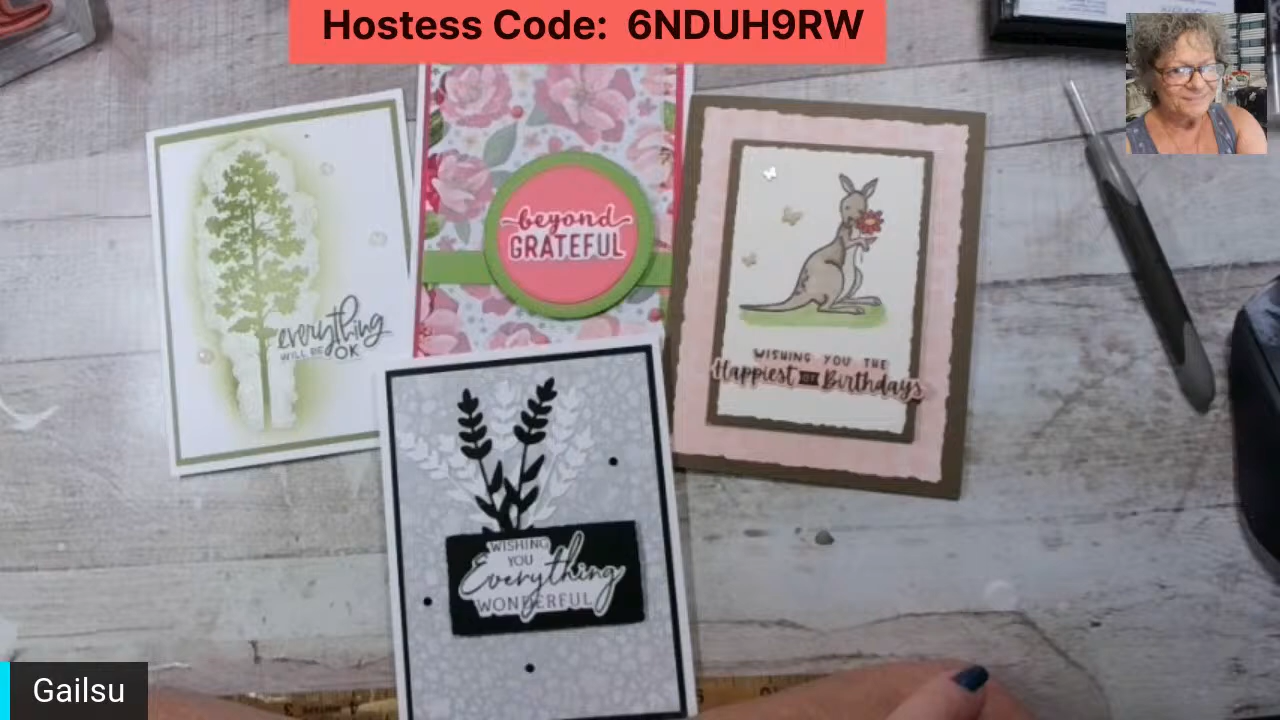 Hostess Code: 6NDUH9RW
everything
WILL BE OK
beyond
GRATEFUL
WISHING YOU THE
Happiest OF Birthdays
WISHING
YOU
Everything
WONDERFUL
Gailsu